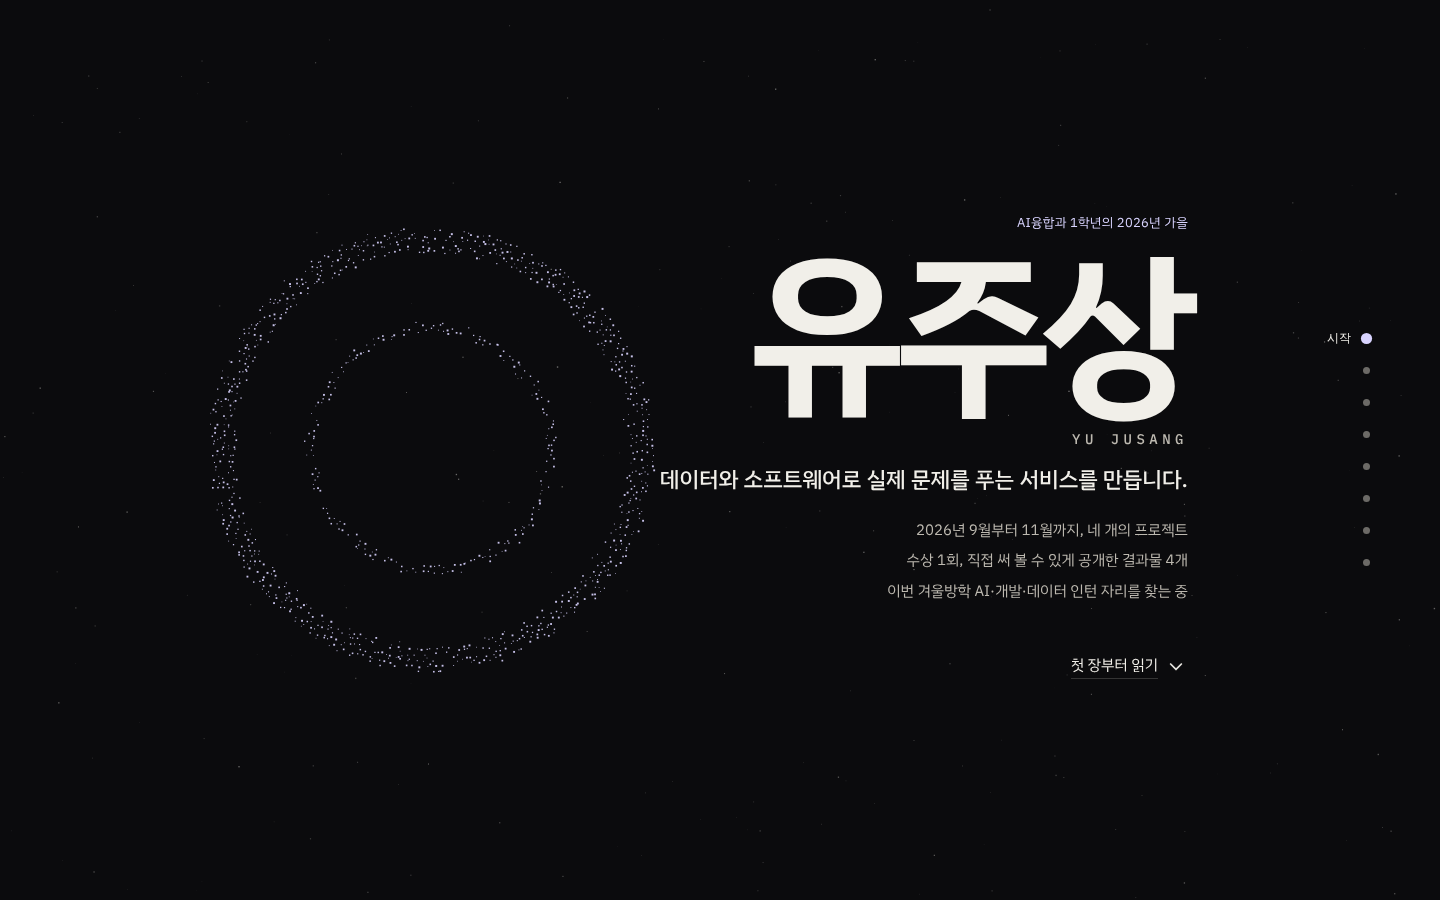 AI융합과 1학년의 2026년 가을
유주상
YU JUSANG
데이터와 소프트웨어로 실제 문제를 푸는 서비스를 만듭니다.
2026년 9월부터 11월까지, 네 개의 프로젝트
수상 1회, 직접 써 볼 수 있게 공개한 결과물 4개
이번 겨울방학 AI·개발·데이터 인턴 자리를 찾는 중
첫 장부터 읽기
시작